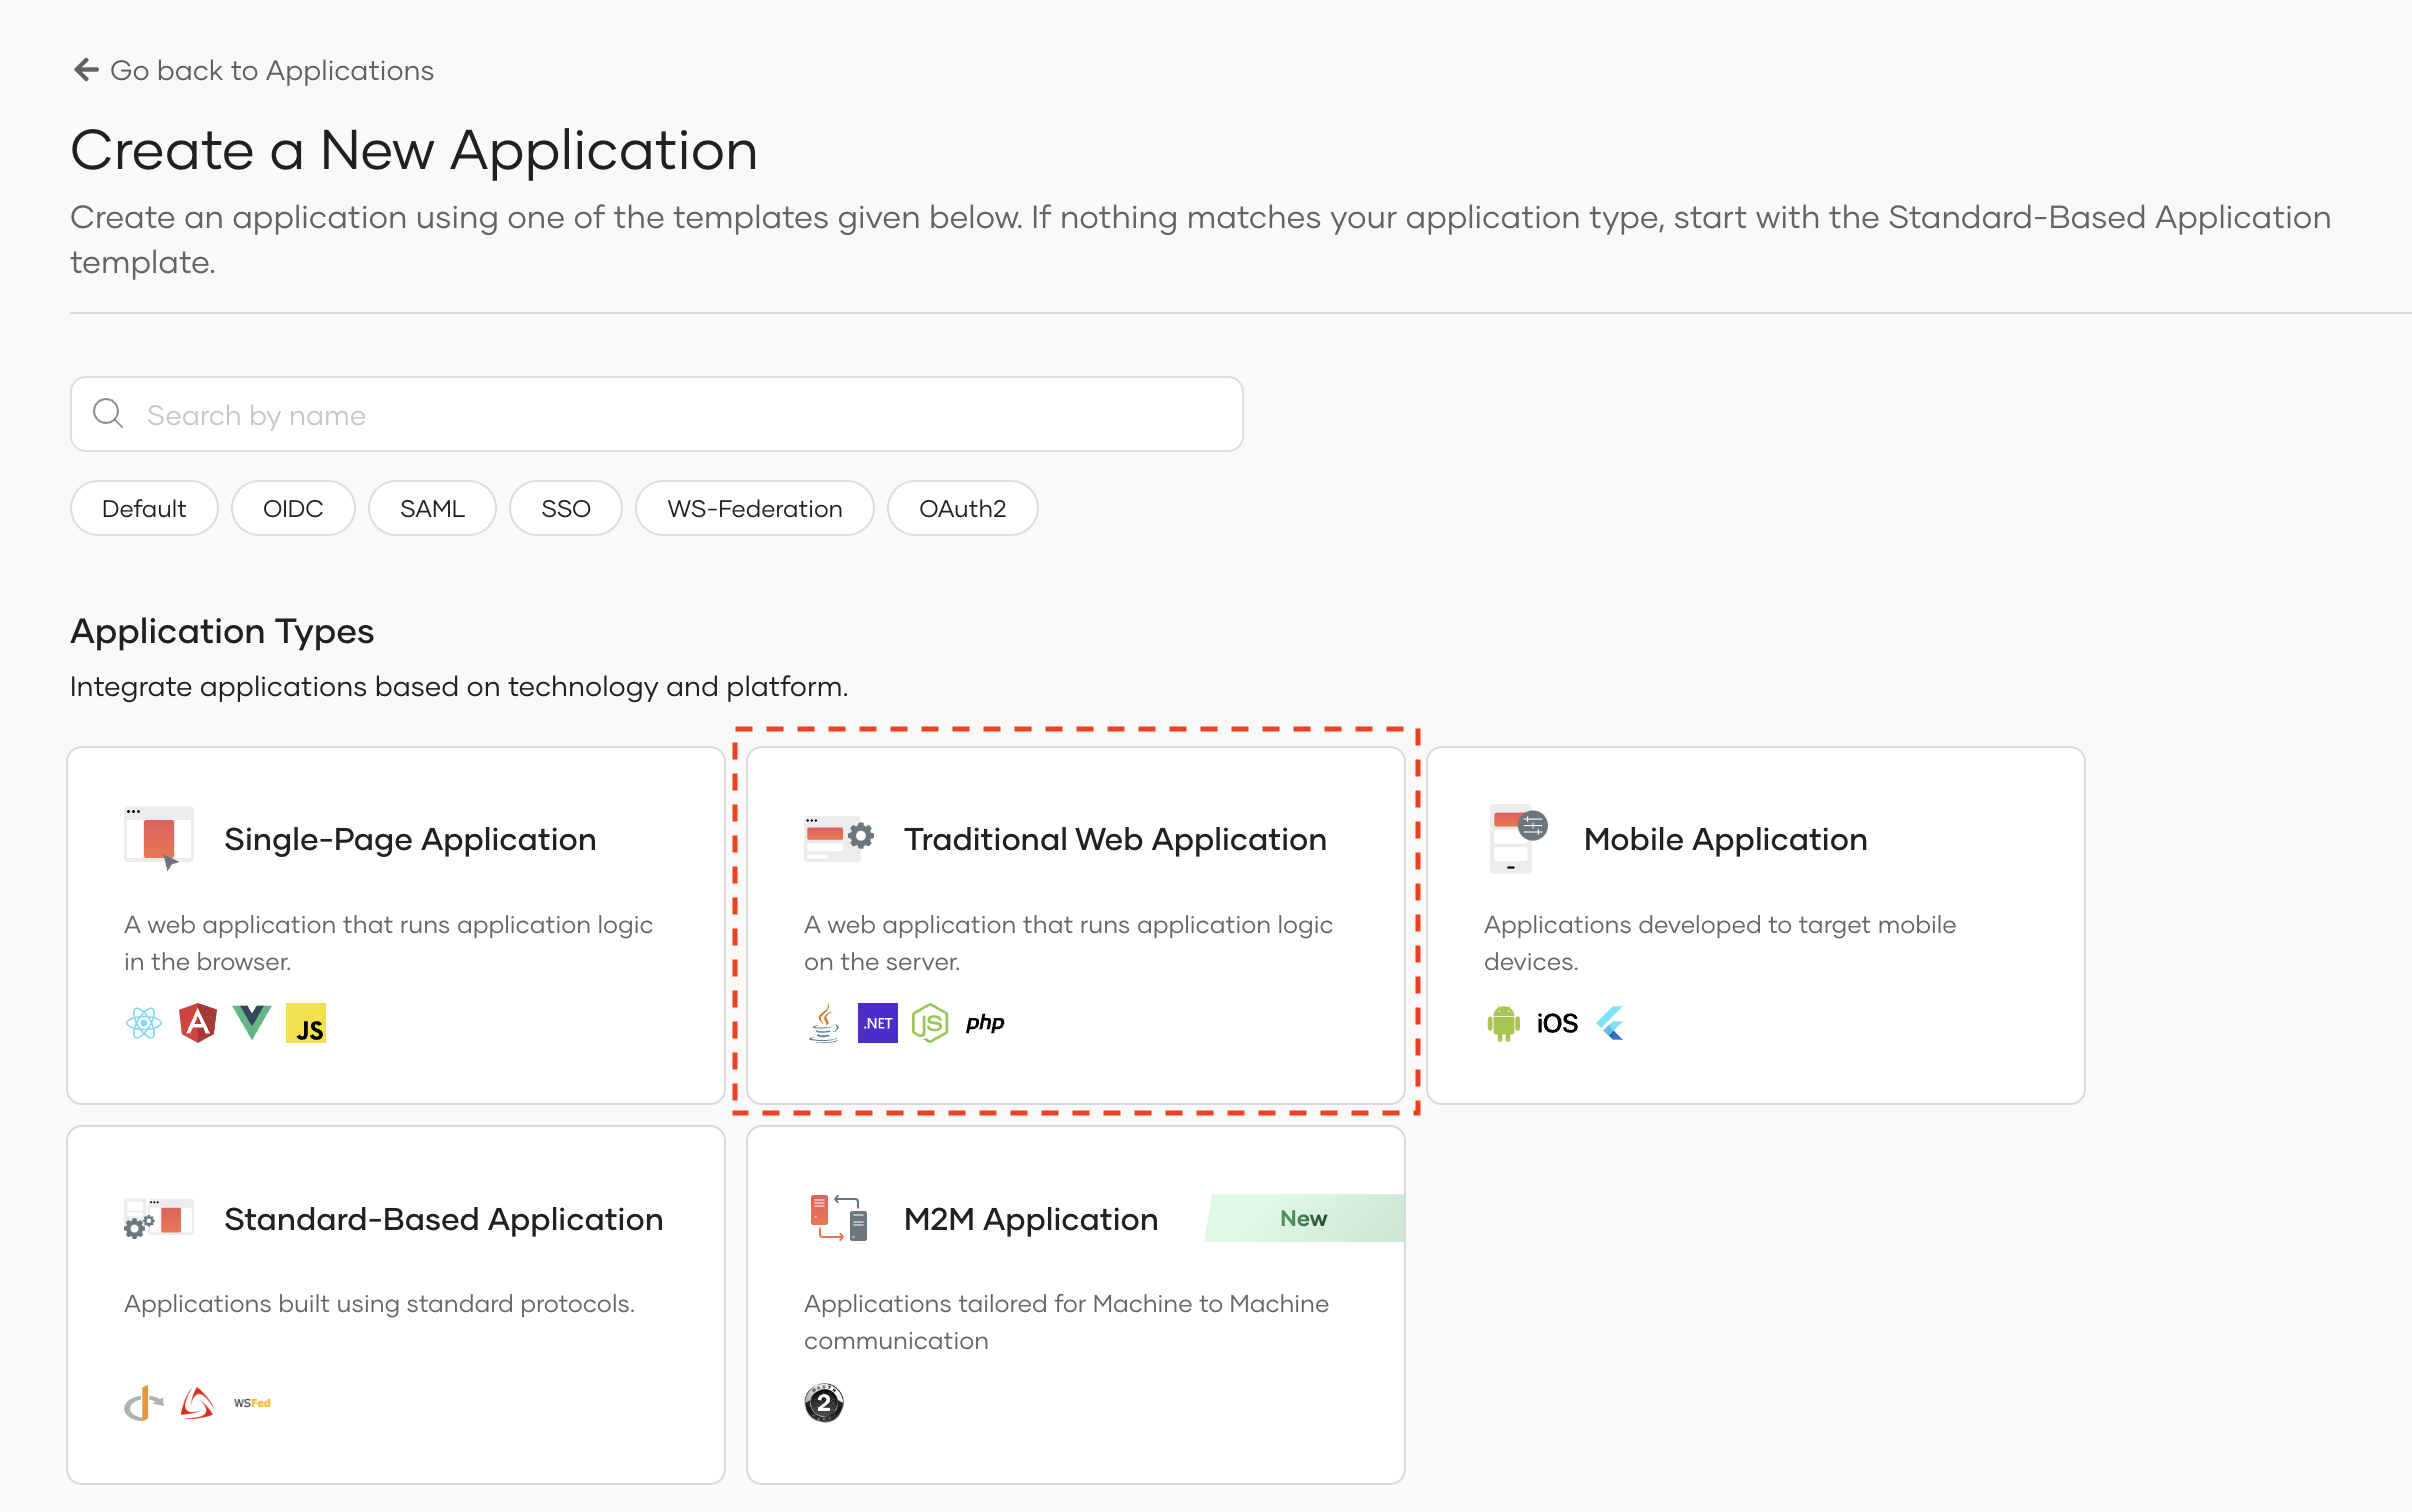 Go back to Applications
Create a New Application
Create an application using one of the templates given below. If nothing matches your application type, start with the Standard-Based Application
template.
Search by name
Default
OIDC
SAML
SSO
WS-Federation
OAuth2
Application Types
Integrate applications based on technology and platform.
Single-Page Application
A web application that runs application logic
in the browser.
JS
Traditional Web Application
A web application that runs application logic
on the server.
.NET
JS
php
Mobile Application
Applications developed to target mobile
devices.
iOS
Standard-Based Application
Applications built using standard protocols.
WSFed
M2M Application
New
Applications tailored for Machine to Machine
communication
2